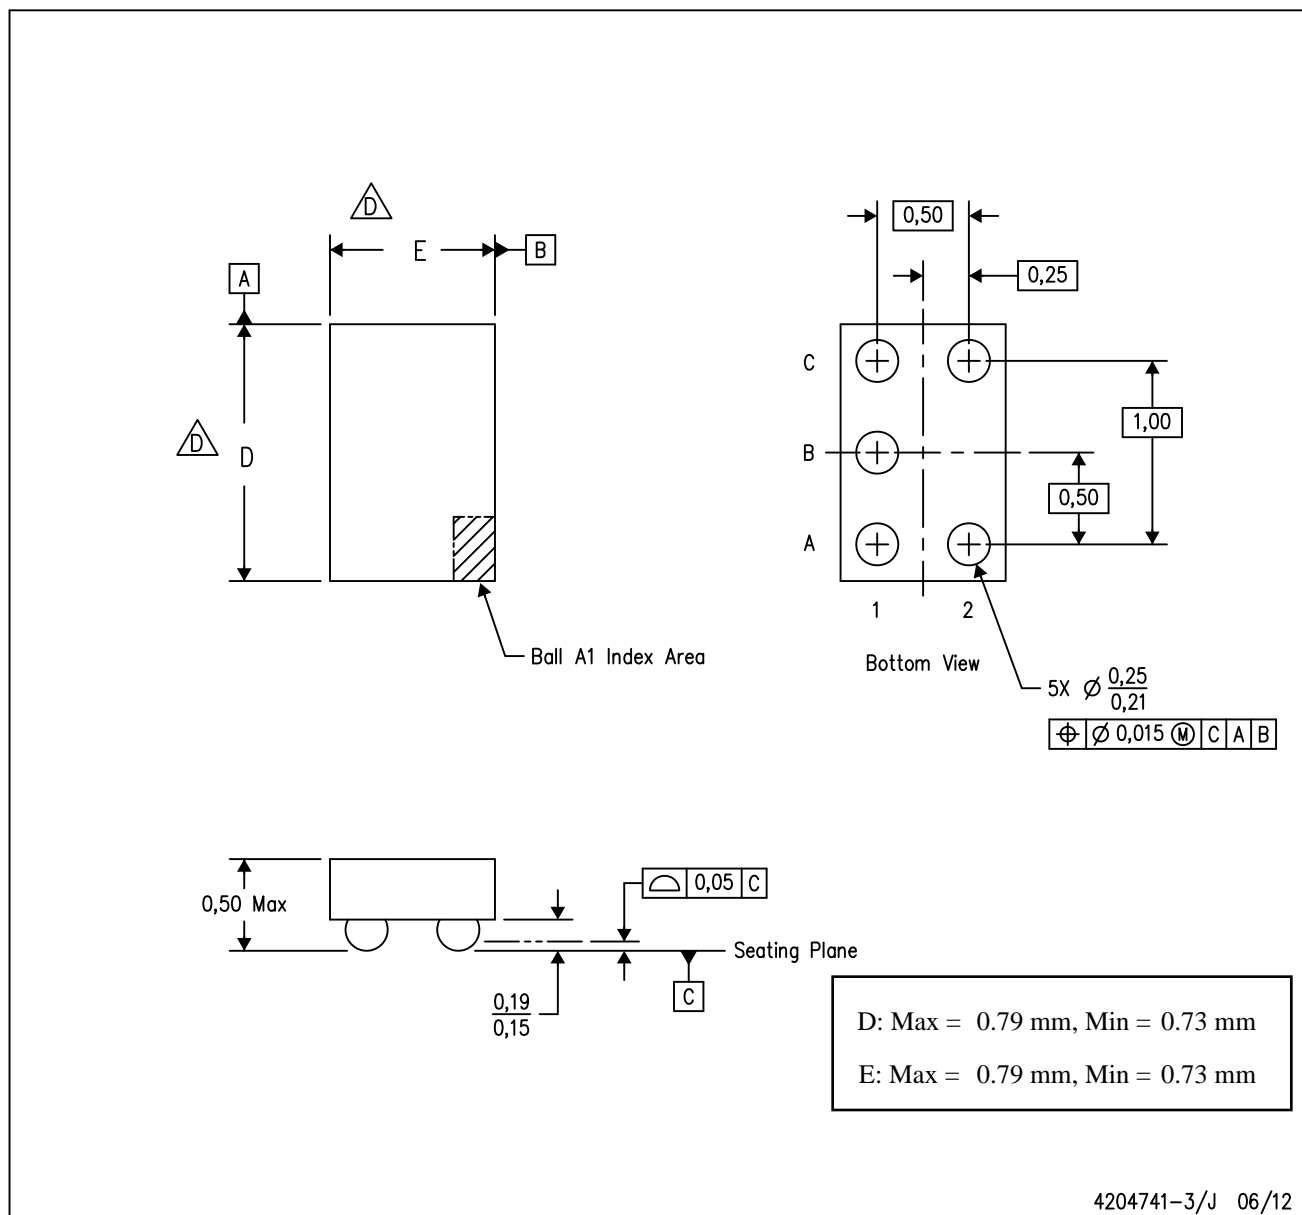 D
E
B
A
D
D
0,50
0,25
C
B
A
1,00
0,50
1 2
Bottom View
Ball A1 Index Area
5X Ø 0,25
0,21
⌖ Ø 0,015 Ⓜ C A B
0,50 Max
⌓ 0,05 C
Seating Plane
C
0,19
0,15
D: Max = 0.79 mm, Min = 0.73 mm
E: Max = 0.79 mm, Min = 0.73 mm
4204741-3/J 06/12